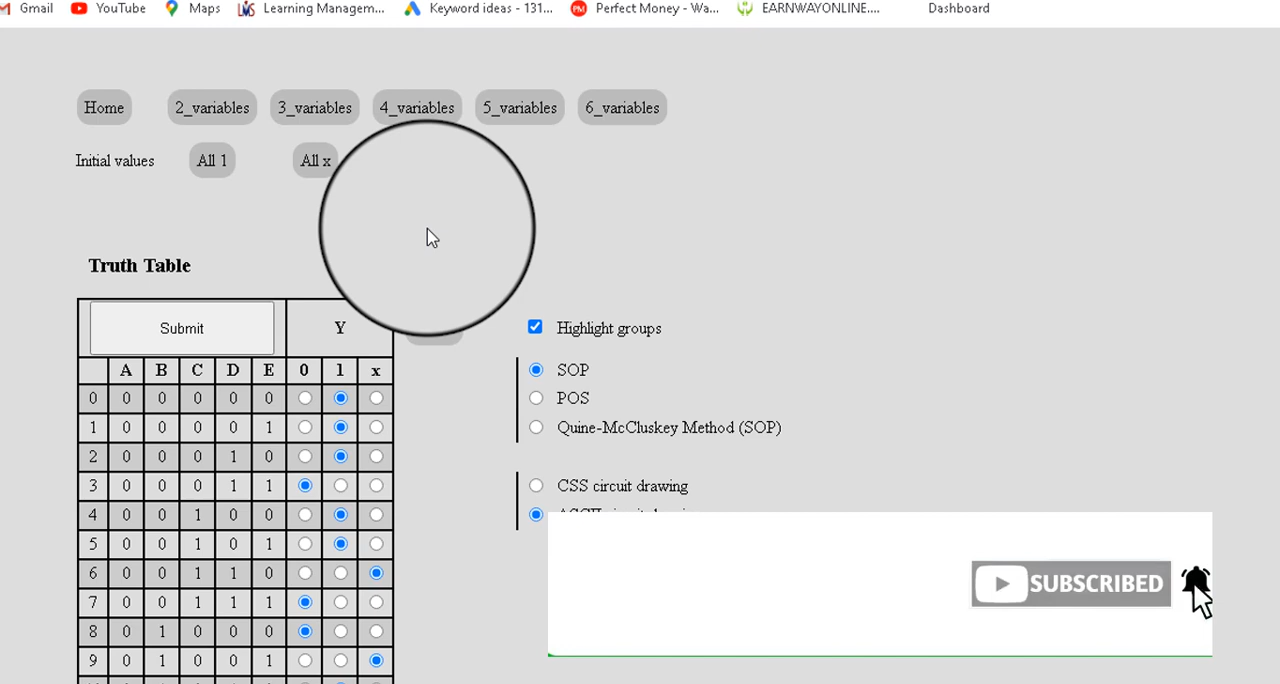 Gmail YouTube Maps Learning Managem... Keyword ideas - 131... PM Perfect Money - Wa... EARNWAYONLINE.... Dashboard
Home 2_variables 3_variables 4_variables 5_variables 6_variables
Initial values All 1 All x
Truth Table
Submit Y Highlight groups
A B C D E 0 1 x SOP
0 0 0 0 0 0 POS
1 0 0 0 0 1 Quine-McCluskey Method (SOP)
2 0 0 0 1 0
3 0 0 0 1 1 CSS circuit drawing
4 0 0 1 0 0
5 0 0 1 0 1
6 0 0 1 1 0 SUBSCRIBED
7 0 0 1 1 1
8 0 1 0 0 0
9 0 1 0 0 1